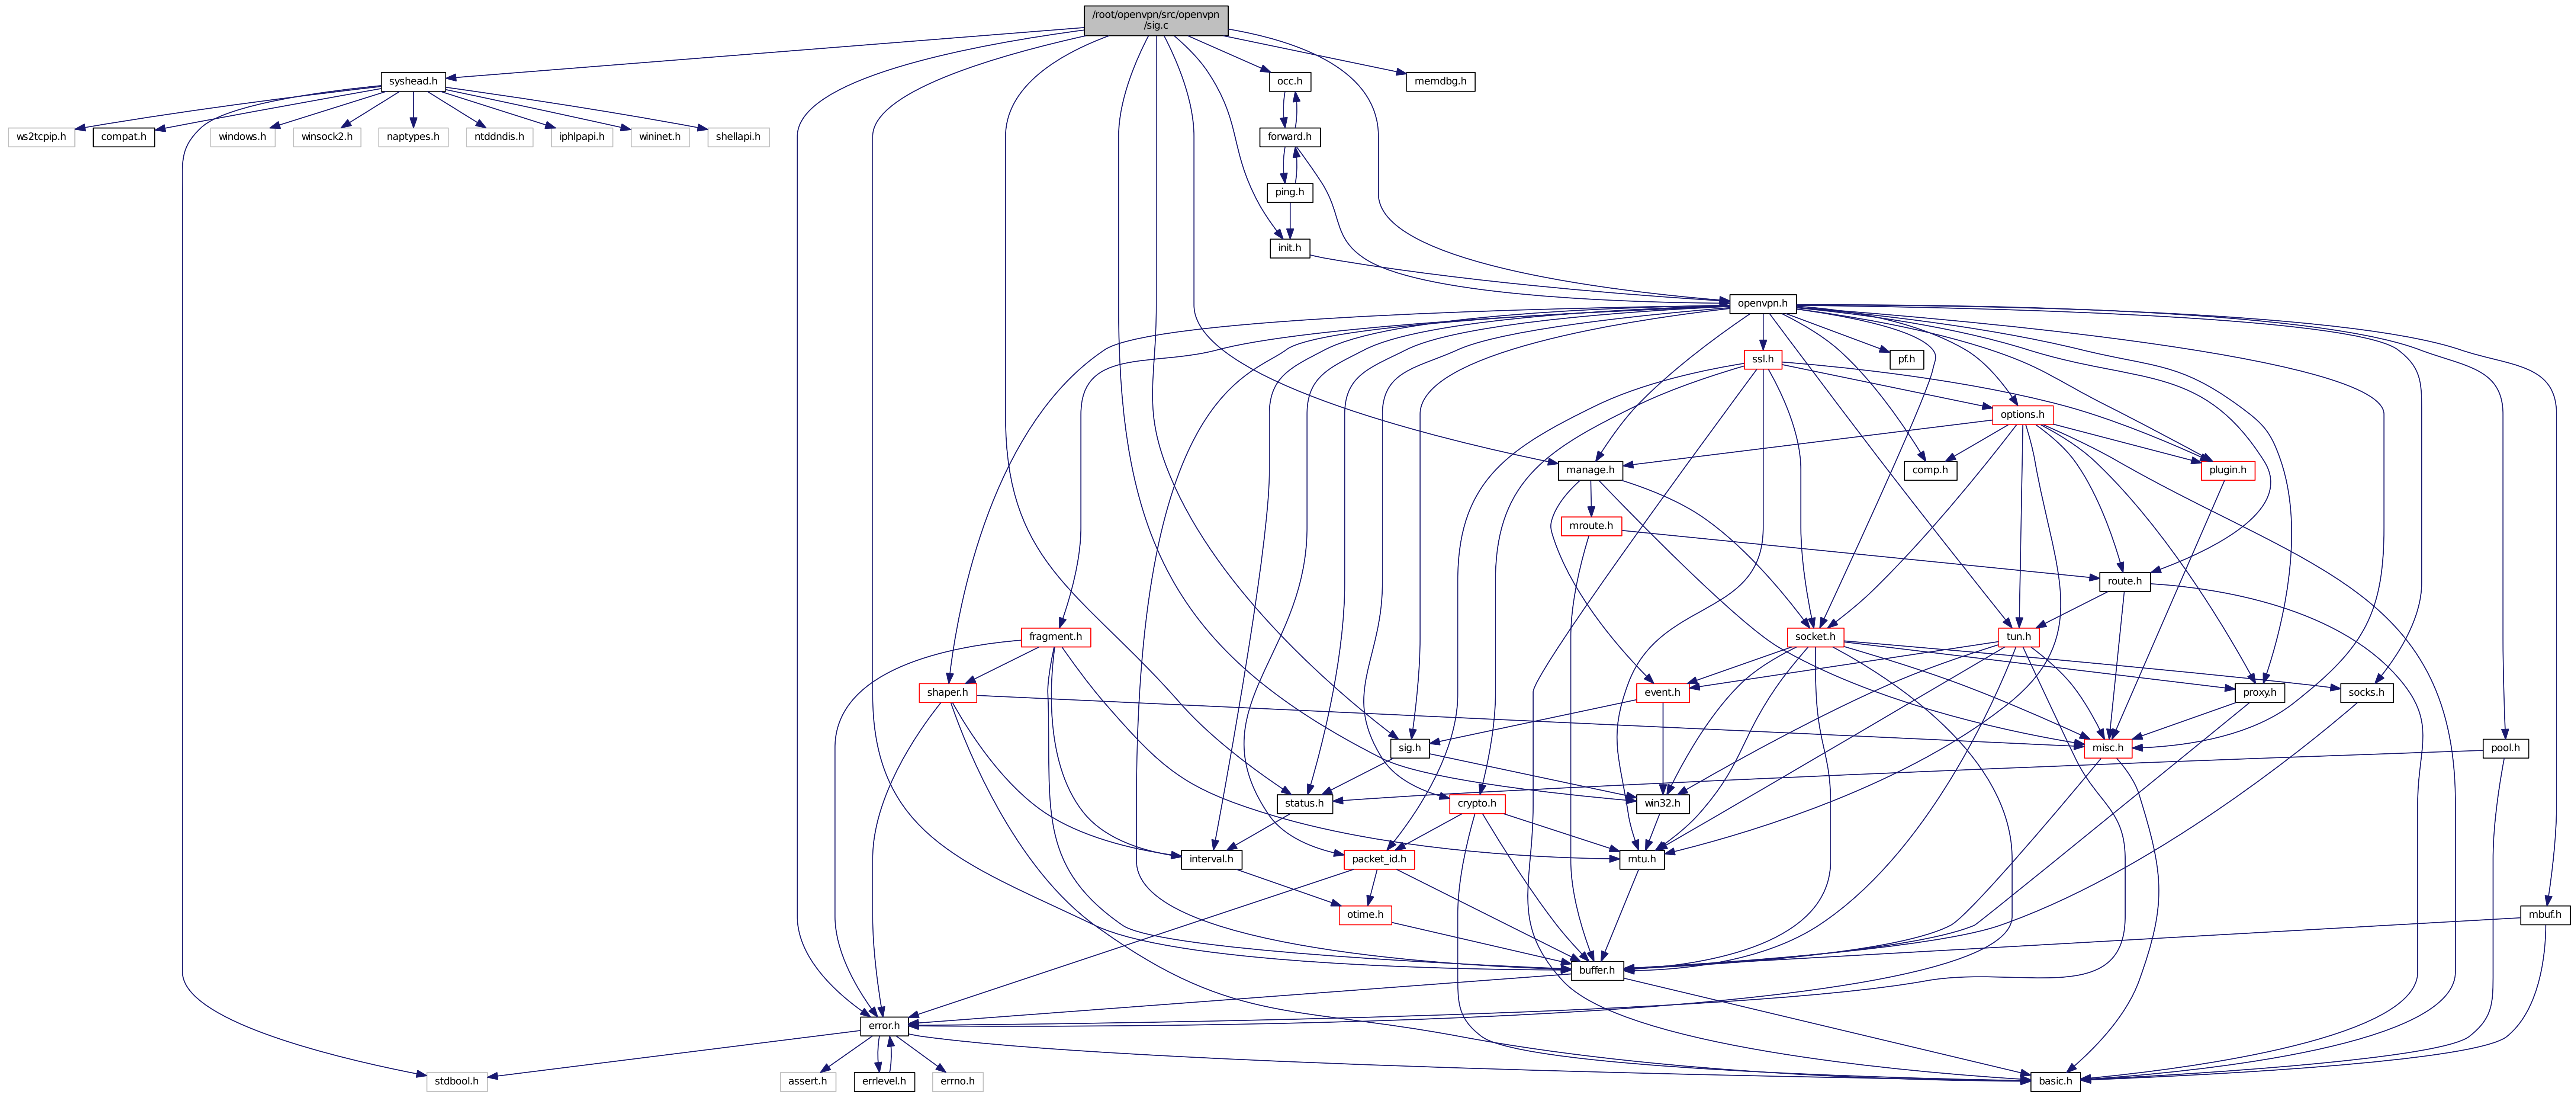 /root/openvpn/src/openvpn
/sig.c
syshead.h
occ.h
memdbg.h
ws2tcpip.h
compat.h
windows.h
winsock2.h
naptypes.h
ntddndis.h
iphlpapi.h
wininet.h
shellapi.h
forward.h
ping.h
init.h
openvpn.h
ssl.h
pf.h
options.h
manage.h
comp.h
plugin.h
mroute.h
route.h
fragment.h
socket.h
tun.h
shaper.h
event.h
proxy.h
socks.h
sig.h
misc.h
pool.h
status.h
win32.h
crypto.h
interval.h
packet_id.h
mtu.h
otime.h
mbuf.h
buffer.h
error.h
stdbool.h
assert.h
errlevel.h
errno.h
basic.h